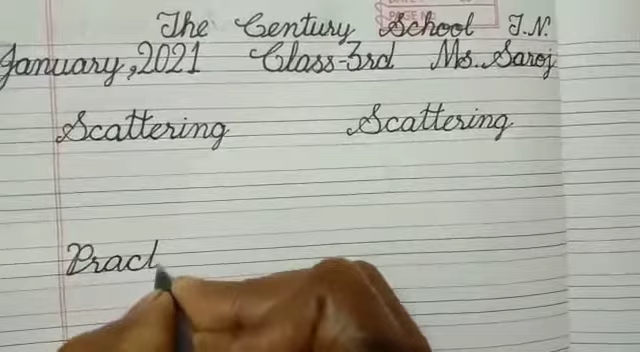 The Century School T.N.
January, 2021 Class-3rd Ms. Saroj
Scattering Scattering
Pract